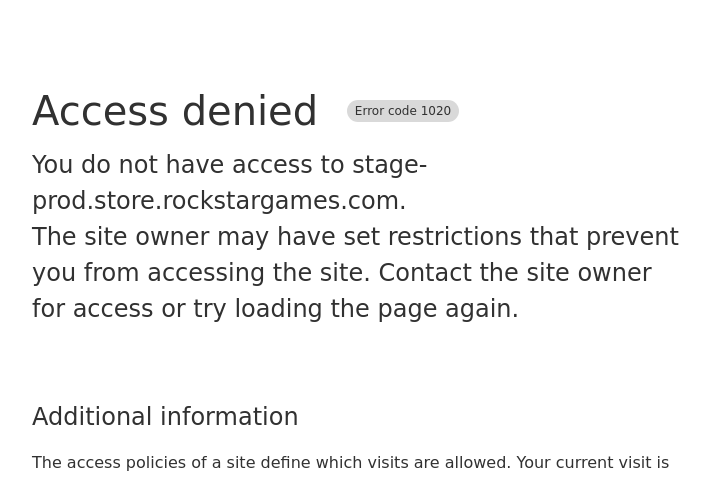 Access denied
Error code 1020
You do not have access to stage-
prod.store.rockstargames.com.
The site owner may have set restrictions that prevent
you from accessing the site. Contact the site owner
for access or try loading the page again.
Additional information
The access policies of a site define which visits are allowed. Your current visit is